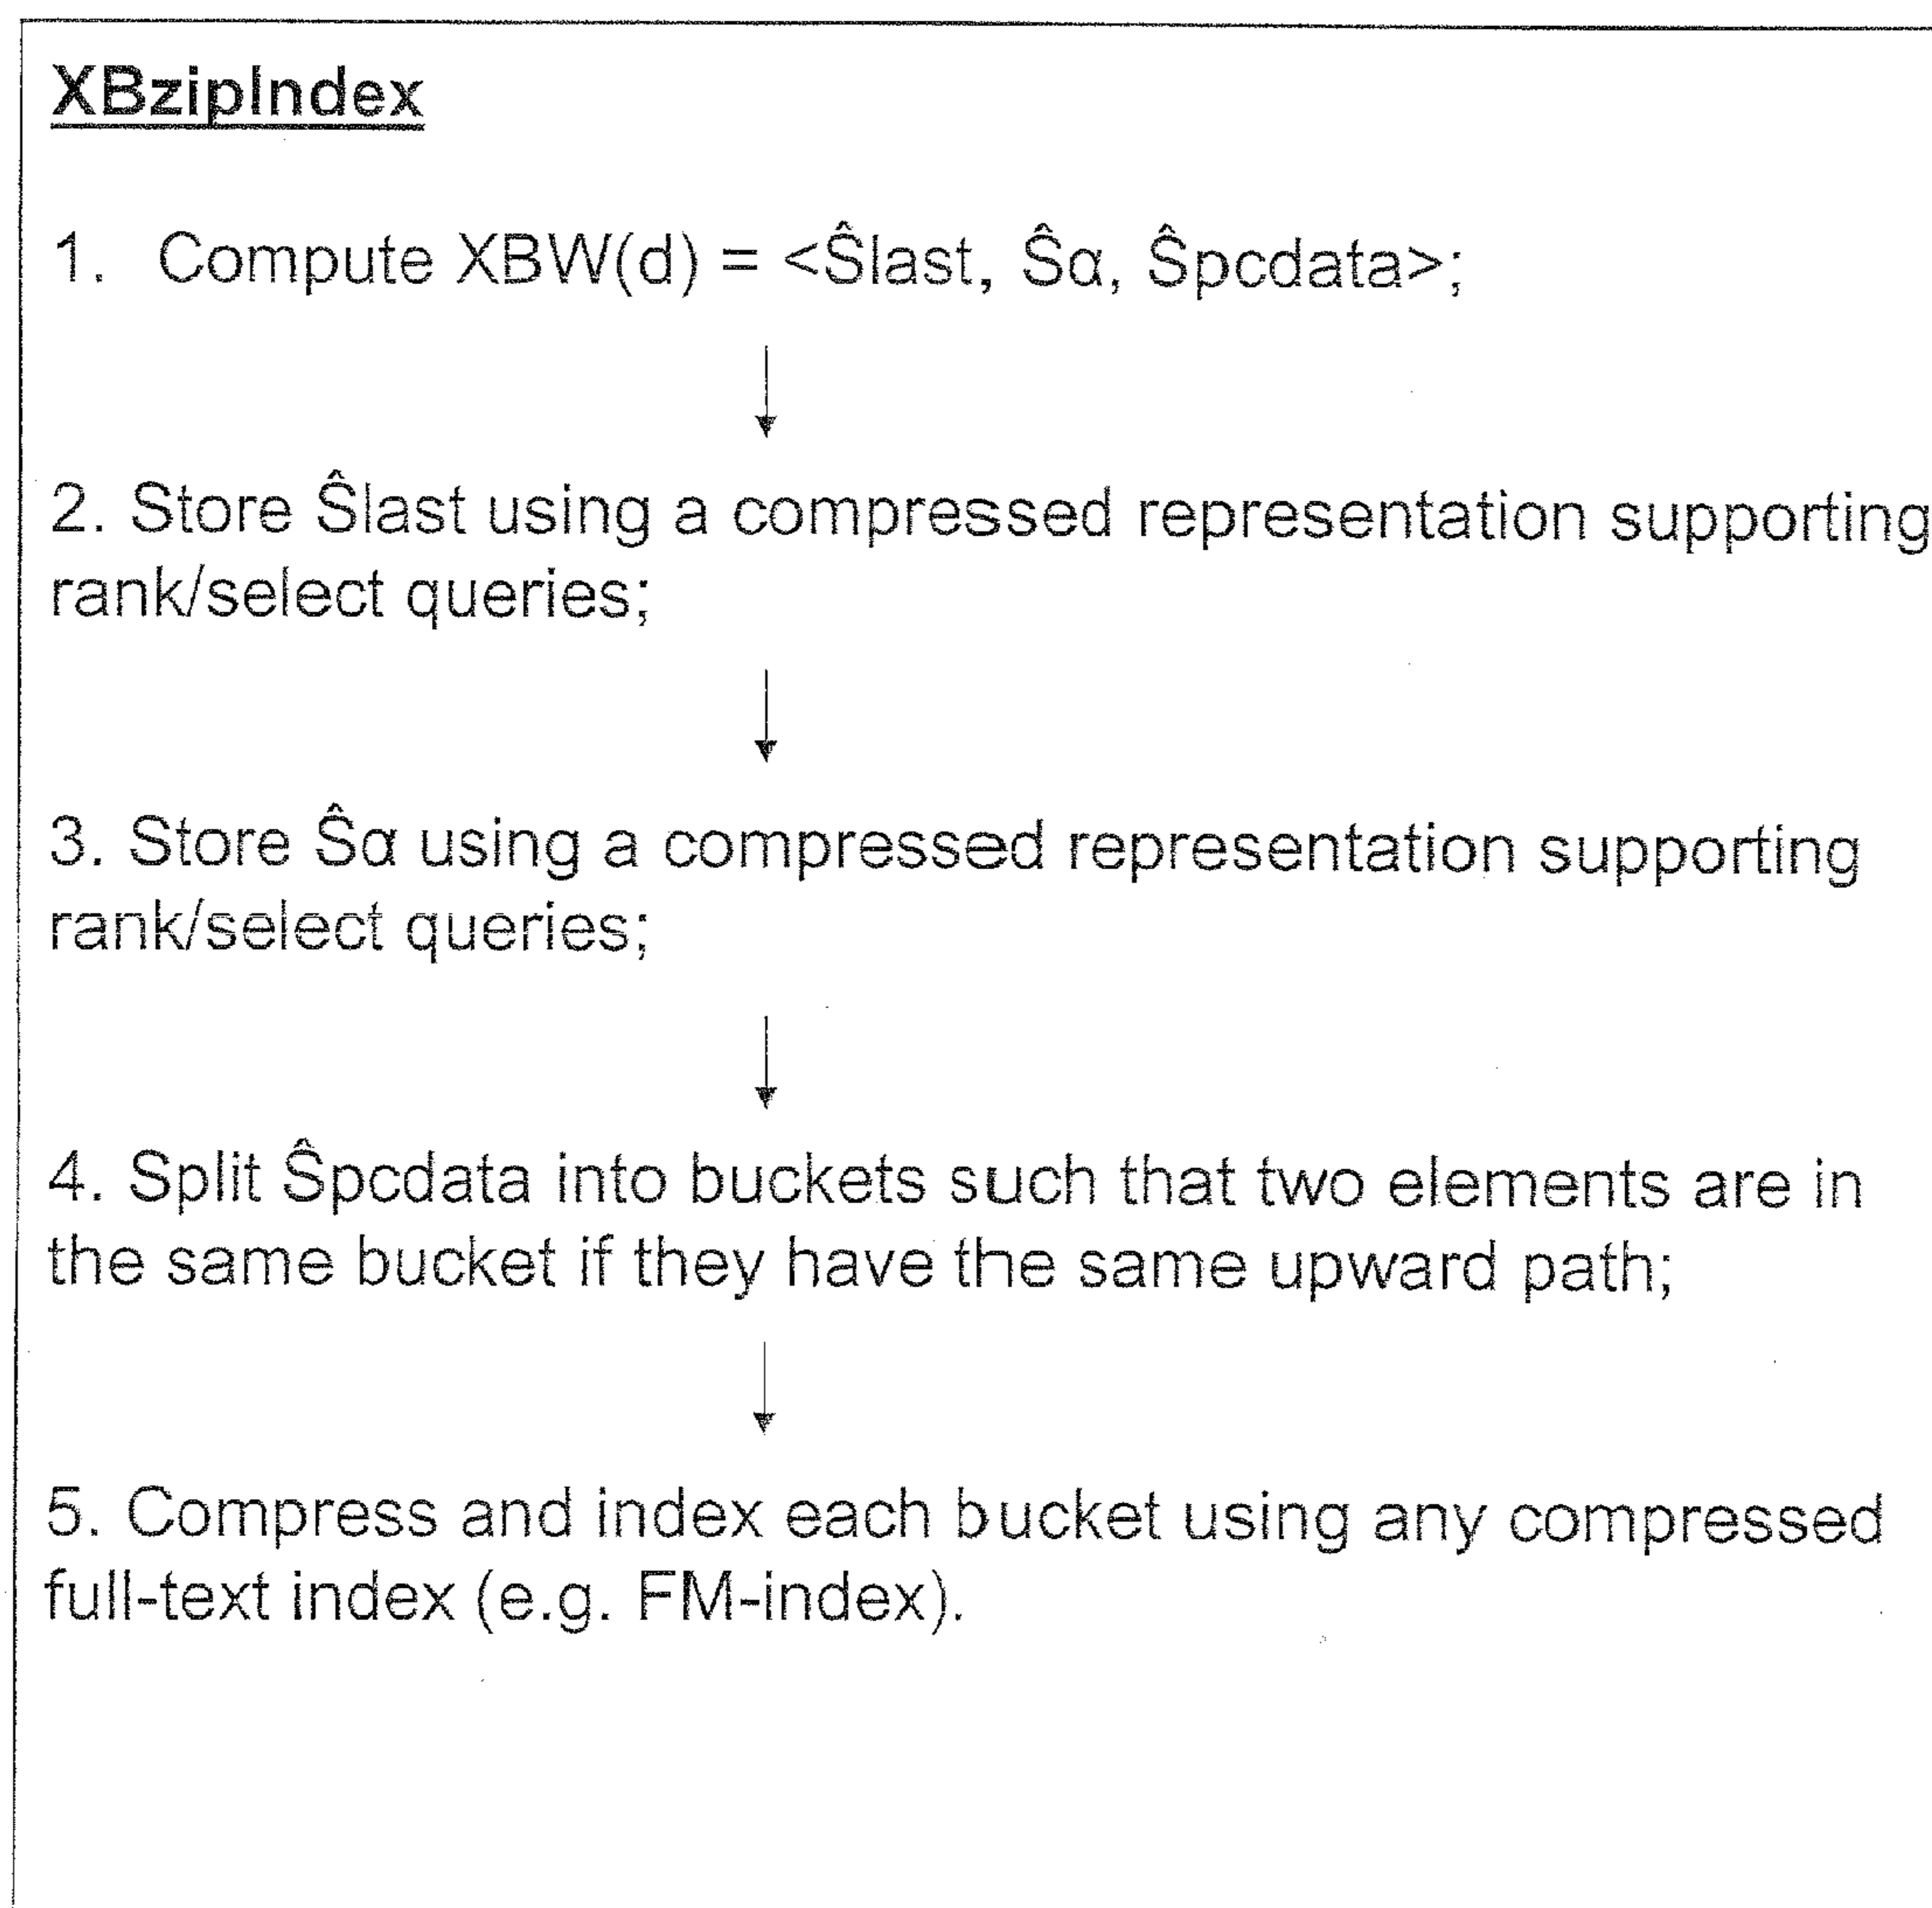 XBzipIndex
1. Compute XBW(d) = <Ŝlast, Ŝα, Ŝpcdata>;
2. Store Ŝlast using a compressed representation supporting
rank/select queries;
3. Store Ŝα using a compressed representation supporting
rank/select queries;
4. Split Ŝpcdata into buckets such that two elements are in
the same bucket if they have the same upward path;
5. Compress and index each bucket using any compressed
full-text index (e.g. FM-index).